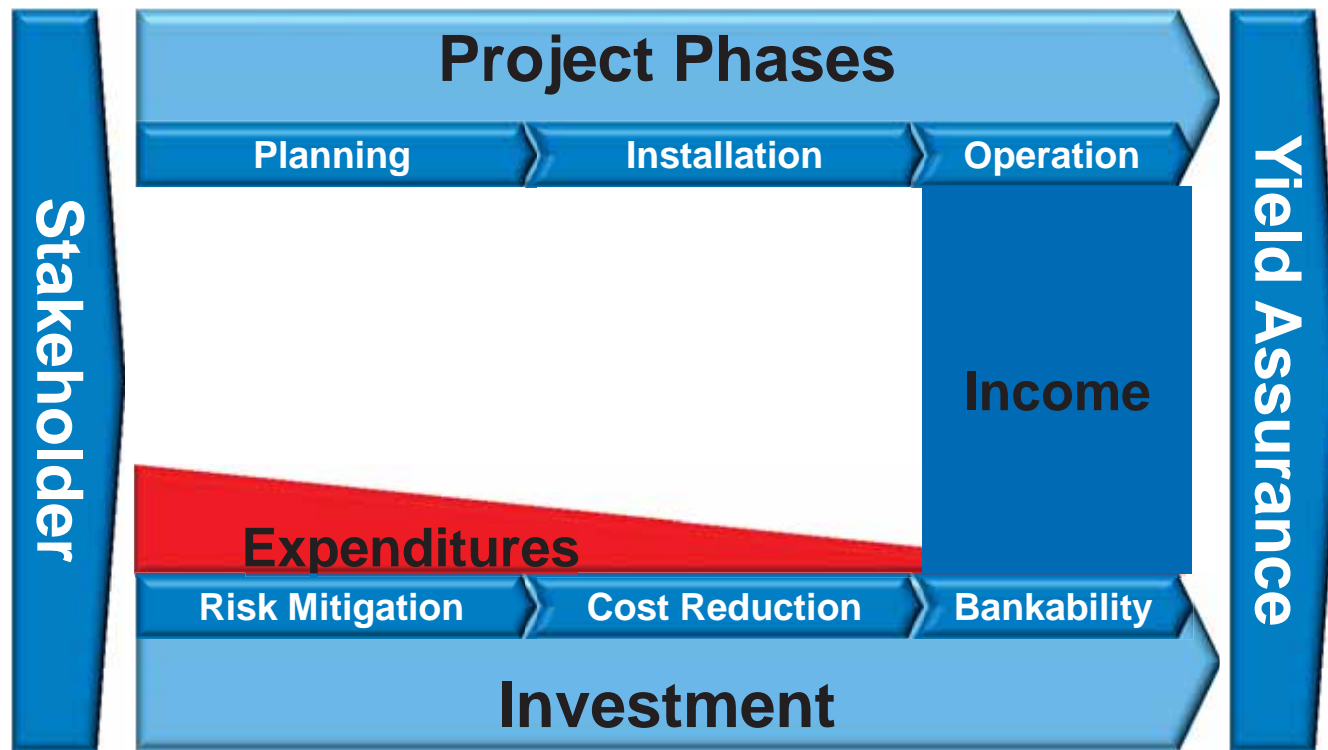 Project Phases
Planning
Installation
Operation
Stakeholder
Income
Expenditures
Risk Mitigation
Cost Reduction
Bankability
Investment
Yield Assurance